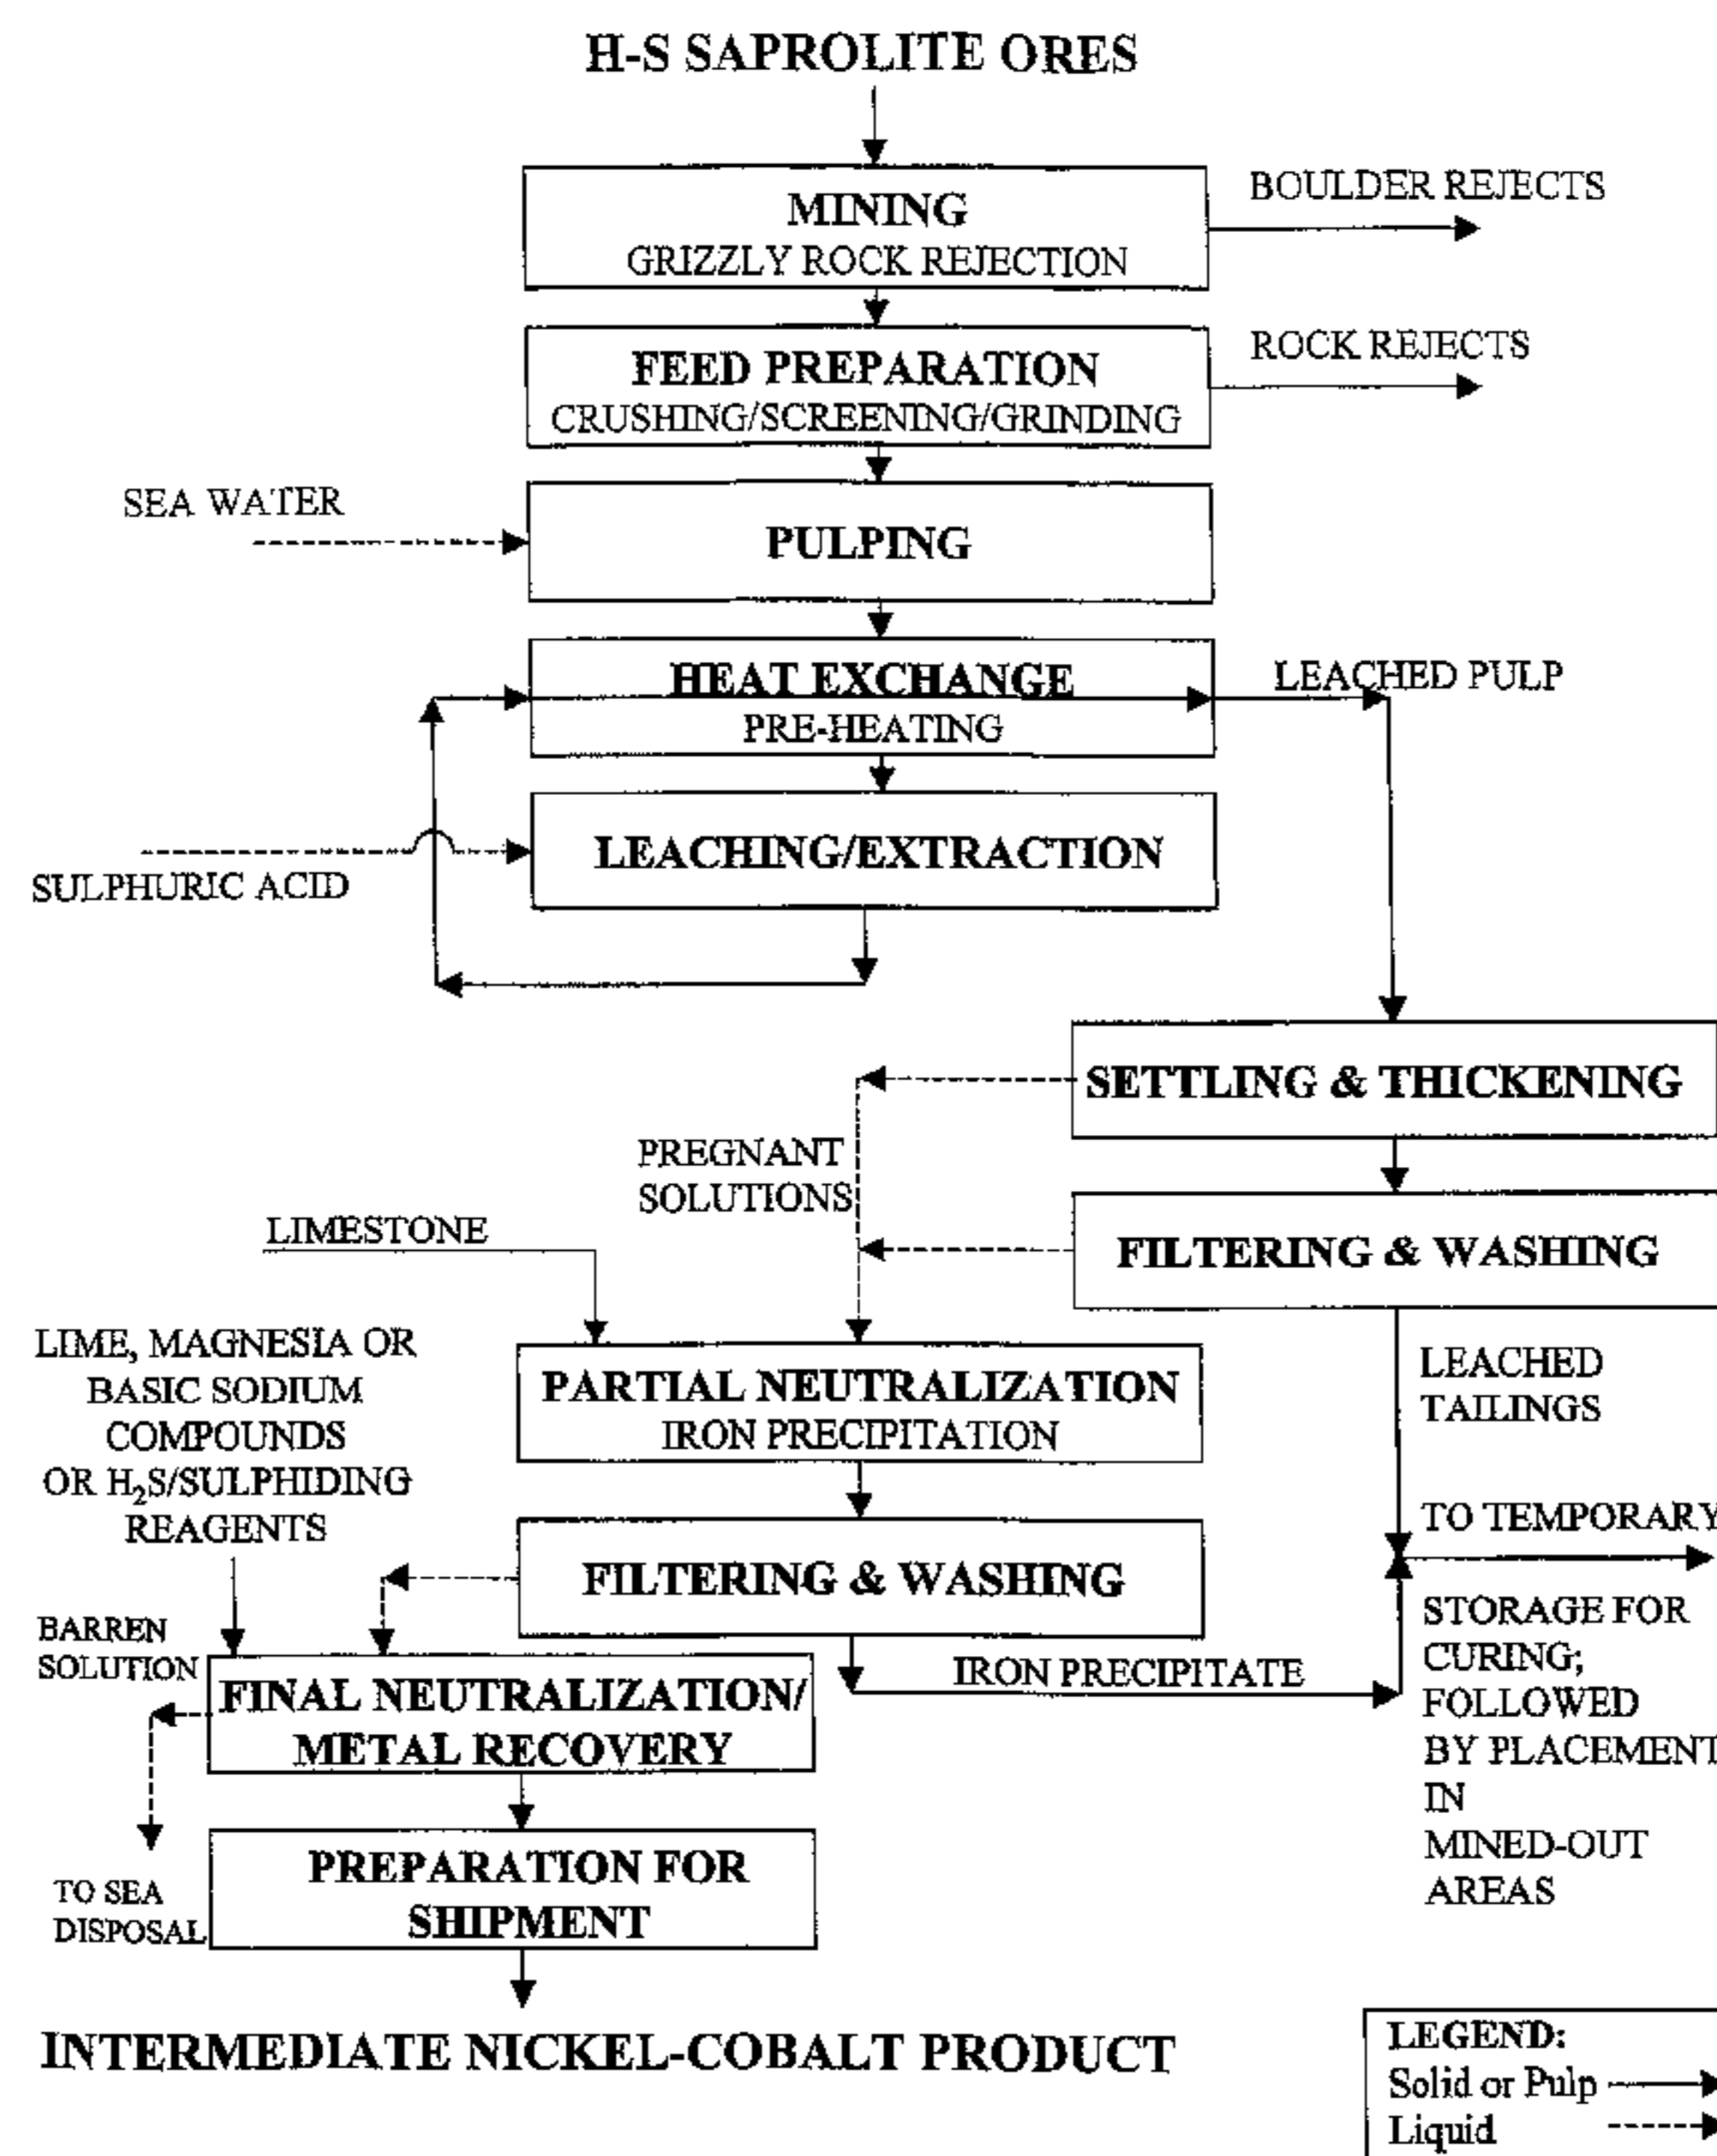 H-S SAPROLITE ORES
MINING
GRIZZLY ROCK REJECTION
BOULDER REJECTS
FEED PREPARATION
CRUSHING/SCREENING/GRINDING
ROCK REJECTS
SEA WATER
PULPING
HEAT EXCHANGE
PRE-HEATING
LEACHED PULP
LEACHING/EXTRACTION
SULPHURIC ACID
SETTLING & THICKENING
PREGNANT
SOLUTIONS
FILTERING & WASHING
LIMESTONE
LIME, MAGNESIA OR
BASIC SODIUM
COMPOUNDS
OR H₂S/SULPHIDING
REAGENTS
PARTIAL NEUTRALIZATION
IRON PRECIPITATION
LEACHED
TAILINGS
FILTERING & WASHING
TO TEMPORARY
STORAGE FOR
CURING;
FOLLOWED
BY PLACEMENT
IN
MINED-OUT
AREAS
IRON PRECIPITATE
BARREN
SOLUTION
FINAL NEUTRALIZATION/
METAL RECOVERY
TO SEA
DISPOSAL
PREPARATION FOR
SHIPMENT
INTERMEDIATE NICKEL-COBALT PRODUCT
LEGEND:
Solid or Pulp
Liquid